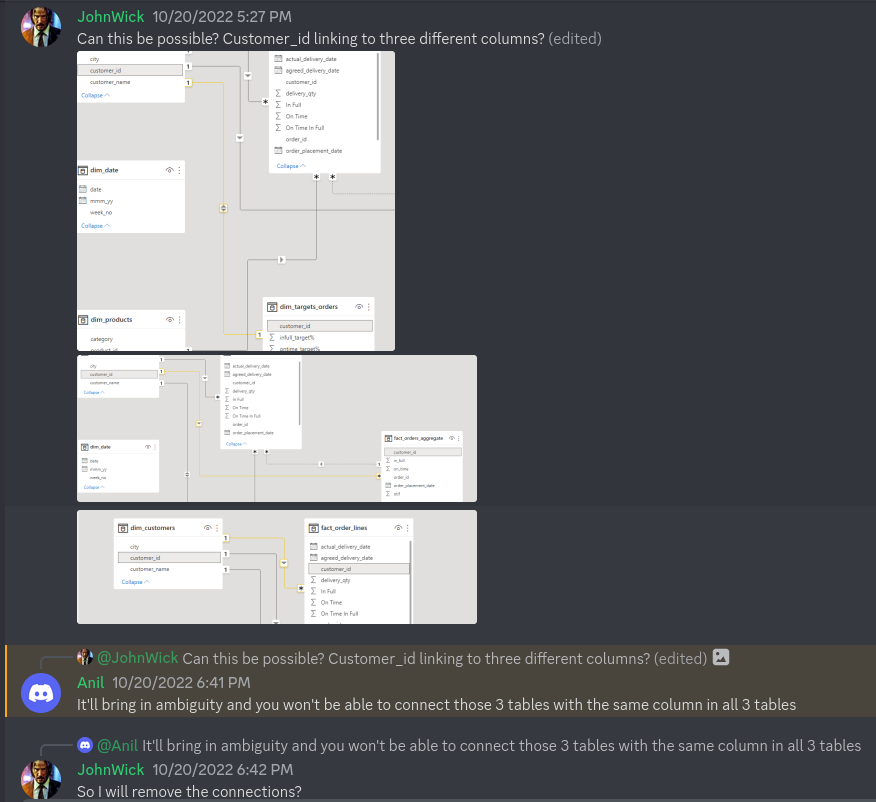 JohnWick 10/20/2022 5:27 PM
Can this be possible? Customer_id linking to three different columns? (edited)
city
customer_id
customer_name
Collapse
1
1
actual_delivery_date
agreed_delivery_date
customer_id
delivery_qty
In Full
On Time
On Time In Full
order_id
order_placement_date
Collapse
*
*
*
dim_date
date
mmm_yy
week_no
Collapse
dim_products
category
product_id
1
dim_targets_orders
customer_id
infull_target%
ontime_target%
1
city
customer_id
customer_name
Collapse
1
1
1
actual_delivery_date
agreed_delivery_date
customer_id
delivery_qty
In Full
On Time
On Time In Full
order_id
order_placement_date
Collapse
*
*
*
dim_date
date
mmm_yy
week_no
Collapse
fact_orders_aggregate
customer_id
in_full
on_time
order_id
order_placement_date
otif
1
*
dim_customers
city
customer_id
customer_name
Collapse
1
1
1
fact_order_lines
actual_delivery_date
agreed_delivery_date
customer_id
delivery_qty
In Full
On Time
On Time In Full
*
@JohnWick Can this be possible? Customer_id linking to three different columns? (edited)
Anil 10/20/2022 6:41 PM
It'll bring in ambiguity and you won't be able to connect those 3 tables with the same column in all 3 tables
@Anil It'll bring in ambiguity and you won't be able to connect those 3 tables with the same column in all 3 tables
JohnWick 10/20/2022 6:42 PM
So I will remove the connections?